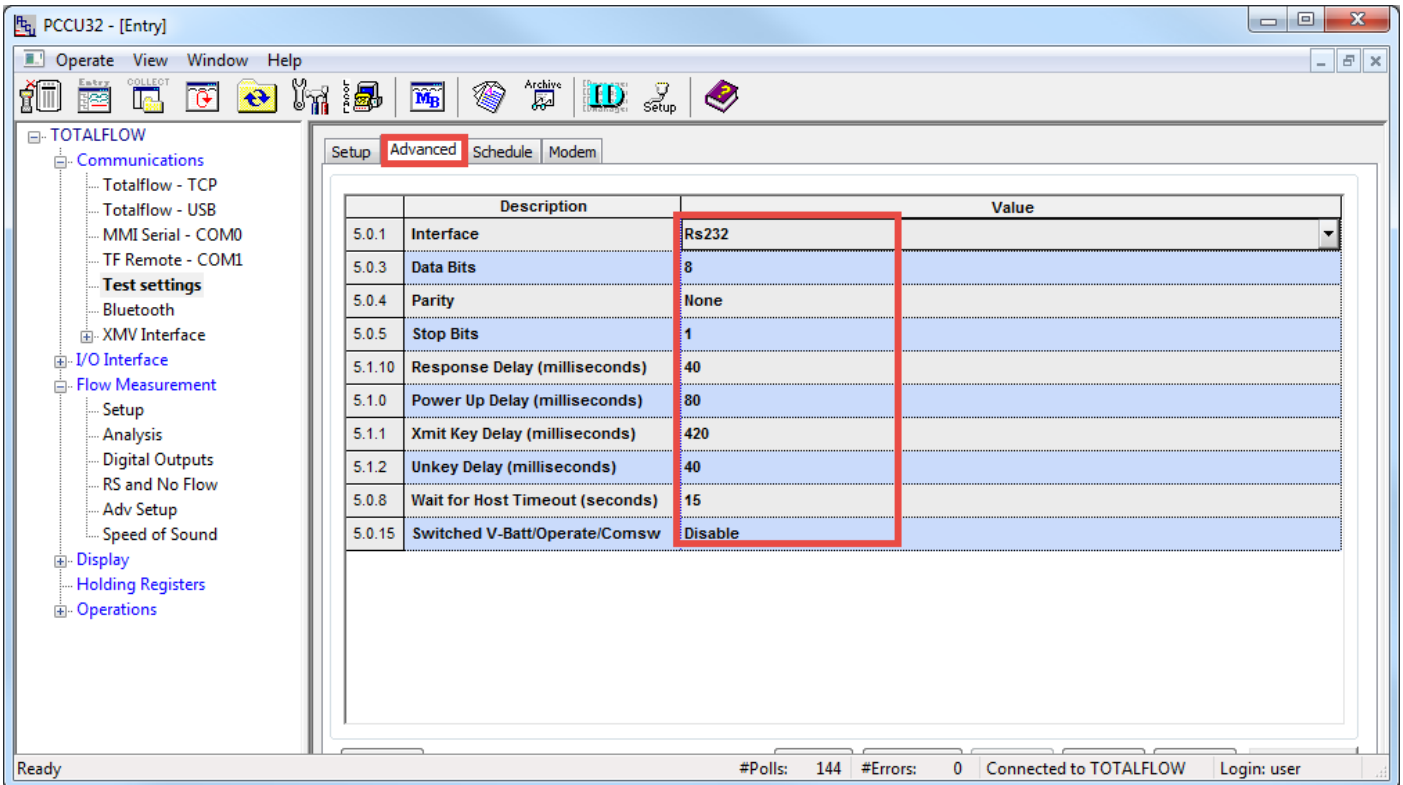 PCCU32 - [Entry]
Operate View Window Help
Entry COLLECT MB Archive ID Setup
TOTALFLOW
Communications
Totalflow - TCP
Totalflow - USB
MMI Serial - COM0
TF Remote - COM1
Test settings
Bluetooth
XMV Interface
I/O Interface
Flow Measurement
Setup
Analysis
Digital Outputs
RS and No Flow
Adv Setup
Speed of Sound
Display
Holding Registers
Operations
Setup Advanced Schedule Modem
Description Value
5.0.1 Interface Rs232
5.0.3 Data Bits 8
5.0.4 Parity None
5.0.5 Stop Bits 1
5.1.10 Response Delay (milliseconds) 40
5.1.0 Power Up Delay (milliseconds) 80
5.1.1 Xmit Key Delay (milliseconds) 420
5.1.2 Unkey Delay (milliseconds) 40
5.0.8 Wait for Host Timeout (seconds) 15
5.0.15 Switched V-Batt/Operate/Comsw Disable
Ready #Polls: 144 #Errors: 0 Connected to TOTALFLOW Login: user